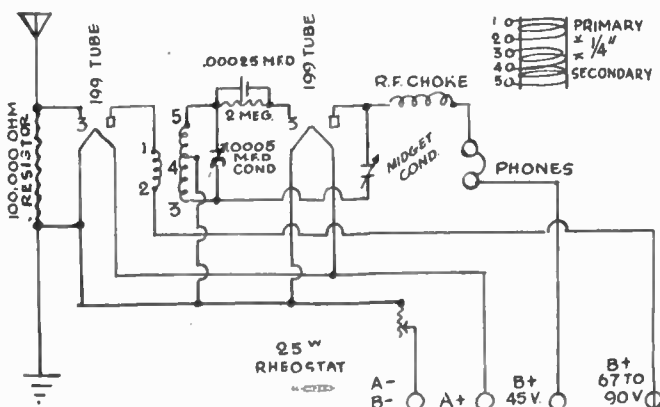 199 TUBE
.00025 MFD
2 MEG.
199 TUBE
R.F. CHOKE
1
2
3
4
5
PRIMARY
" 1/4"
SECONDARY
100,000 OHM
RESISTOR
3
1
2
5
4
3
.0005
M.F.D
COND
3
MIDGET
COND.
PHONES
25 W
RHEOSTAT
A-
B-
A+
B+
45 V.
B+
67 TO
90 V